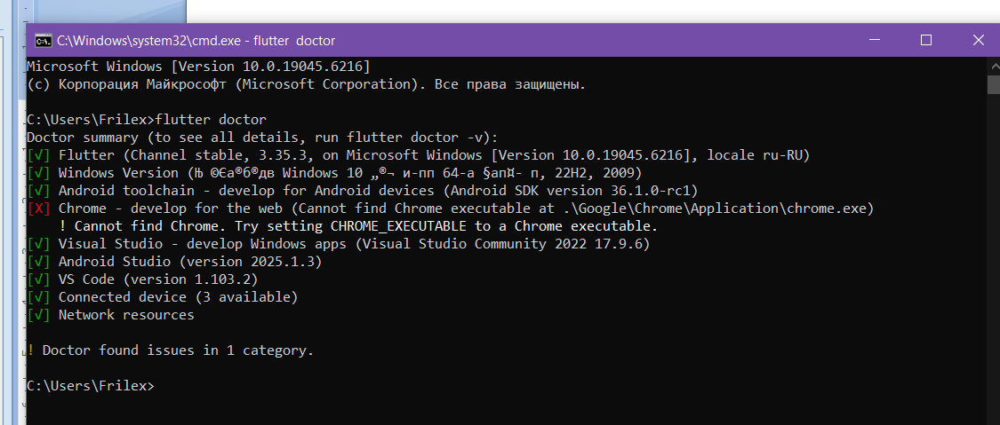 C:\Windows\system32\cmd.exe - flutter  doctor
Microsoft Windows [Version 10.0.19045.6216]
(c) Корпорация Майкрософт (Microsoft Corporation). Все права защищены.
C:\Users\Frilex>flutter doctor
Doctor summary (to see all details, run flutter doctor -v):
[√] Flutter (Channel stable, 3.35.3, on Microsoft Windows [Version 10.0.19045.6216], locale ru-RU)
[√] Windows Version (Њ ©Єа®б®дв Windows 10 „®¬ и-пп 64-а §ап¤- п, 22H2, 2009)
[√] Android toolchain - develop for Android devices (Android SDK version 36.1.0-rc1)
[X] Chrome - develop for the web (Cannot find Chrome executable at .\Google\Chrome\Application\chrome.exe)
! Cannot find Chrome. Try setting CHROME_EXECUTABLE to a Chrome executable.
[√] Visual Studio - develop Windows apps (Visual Studio Community 2022 17.9.6)
[√] Android Studio (version 2025.1.3)
[√] VS Code (version 1.103.2)
[√] Connected device (3 available)
[√] Network resources
! Doctor found issues in 1 category.
C:\Users\Frilex>